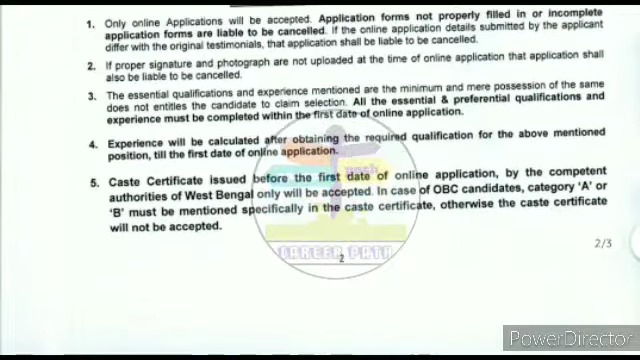 1. Only online Applications will be accepted. Application forms not properly filled in or incomplete
application forms are liable to be cancelled. If the online application details submitted by the applicant
differ with the original testimonials, that application shall be liable to be cancelled.
2. If proper signature and photograph are not uploaded at the time of online application that application shall
also be liable to be cancelled.
3. The essential qualifications and experience mentioned are the minimum and mere possession of the same
does not entitles the candidate to claim selection. All the essential & preferential qualifications and
experience must be completed within the first date of online application.
4. Experience will be calculated after obtaining the required qualification for the above mentioned
position, till the first date of online application.
5. Caste Certificate issued before the first date of online application, by the competent
authorities of West Bengal only will be accepted. In case of OBC candidates, category 'A' or
'B' must be mentioned specifically in the caste certificate, otherwise the caste certificate
will not be accepted.
2/3
CAREER PATH
2
PowerDirector